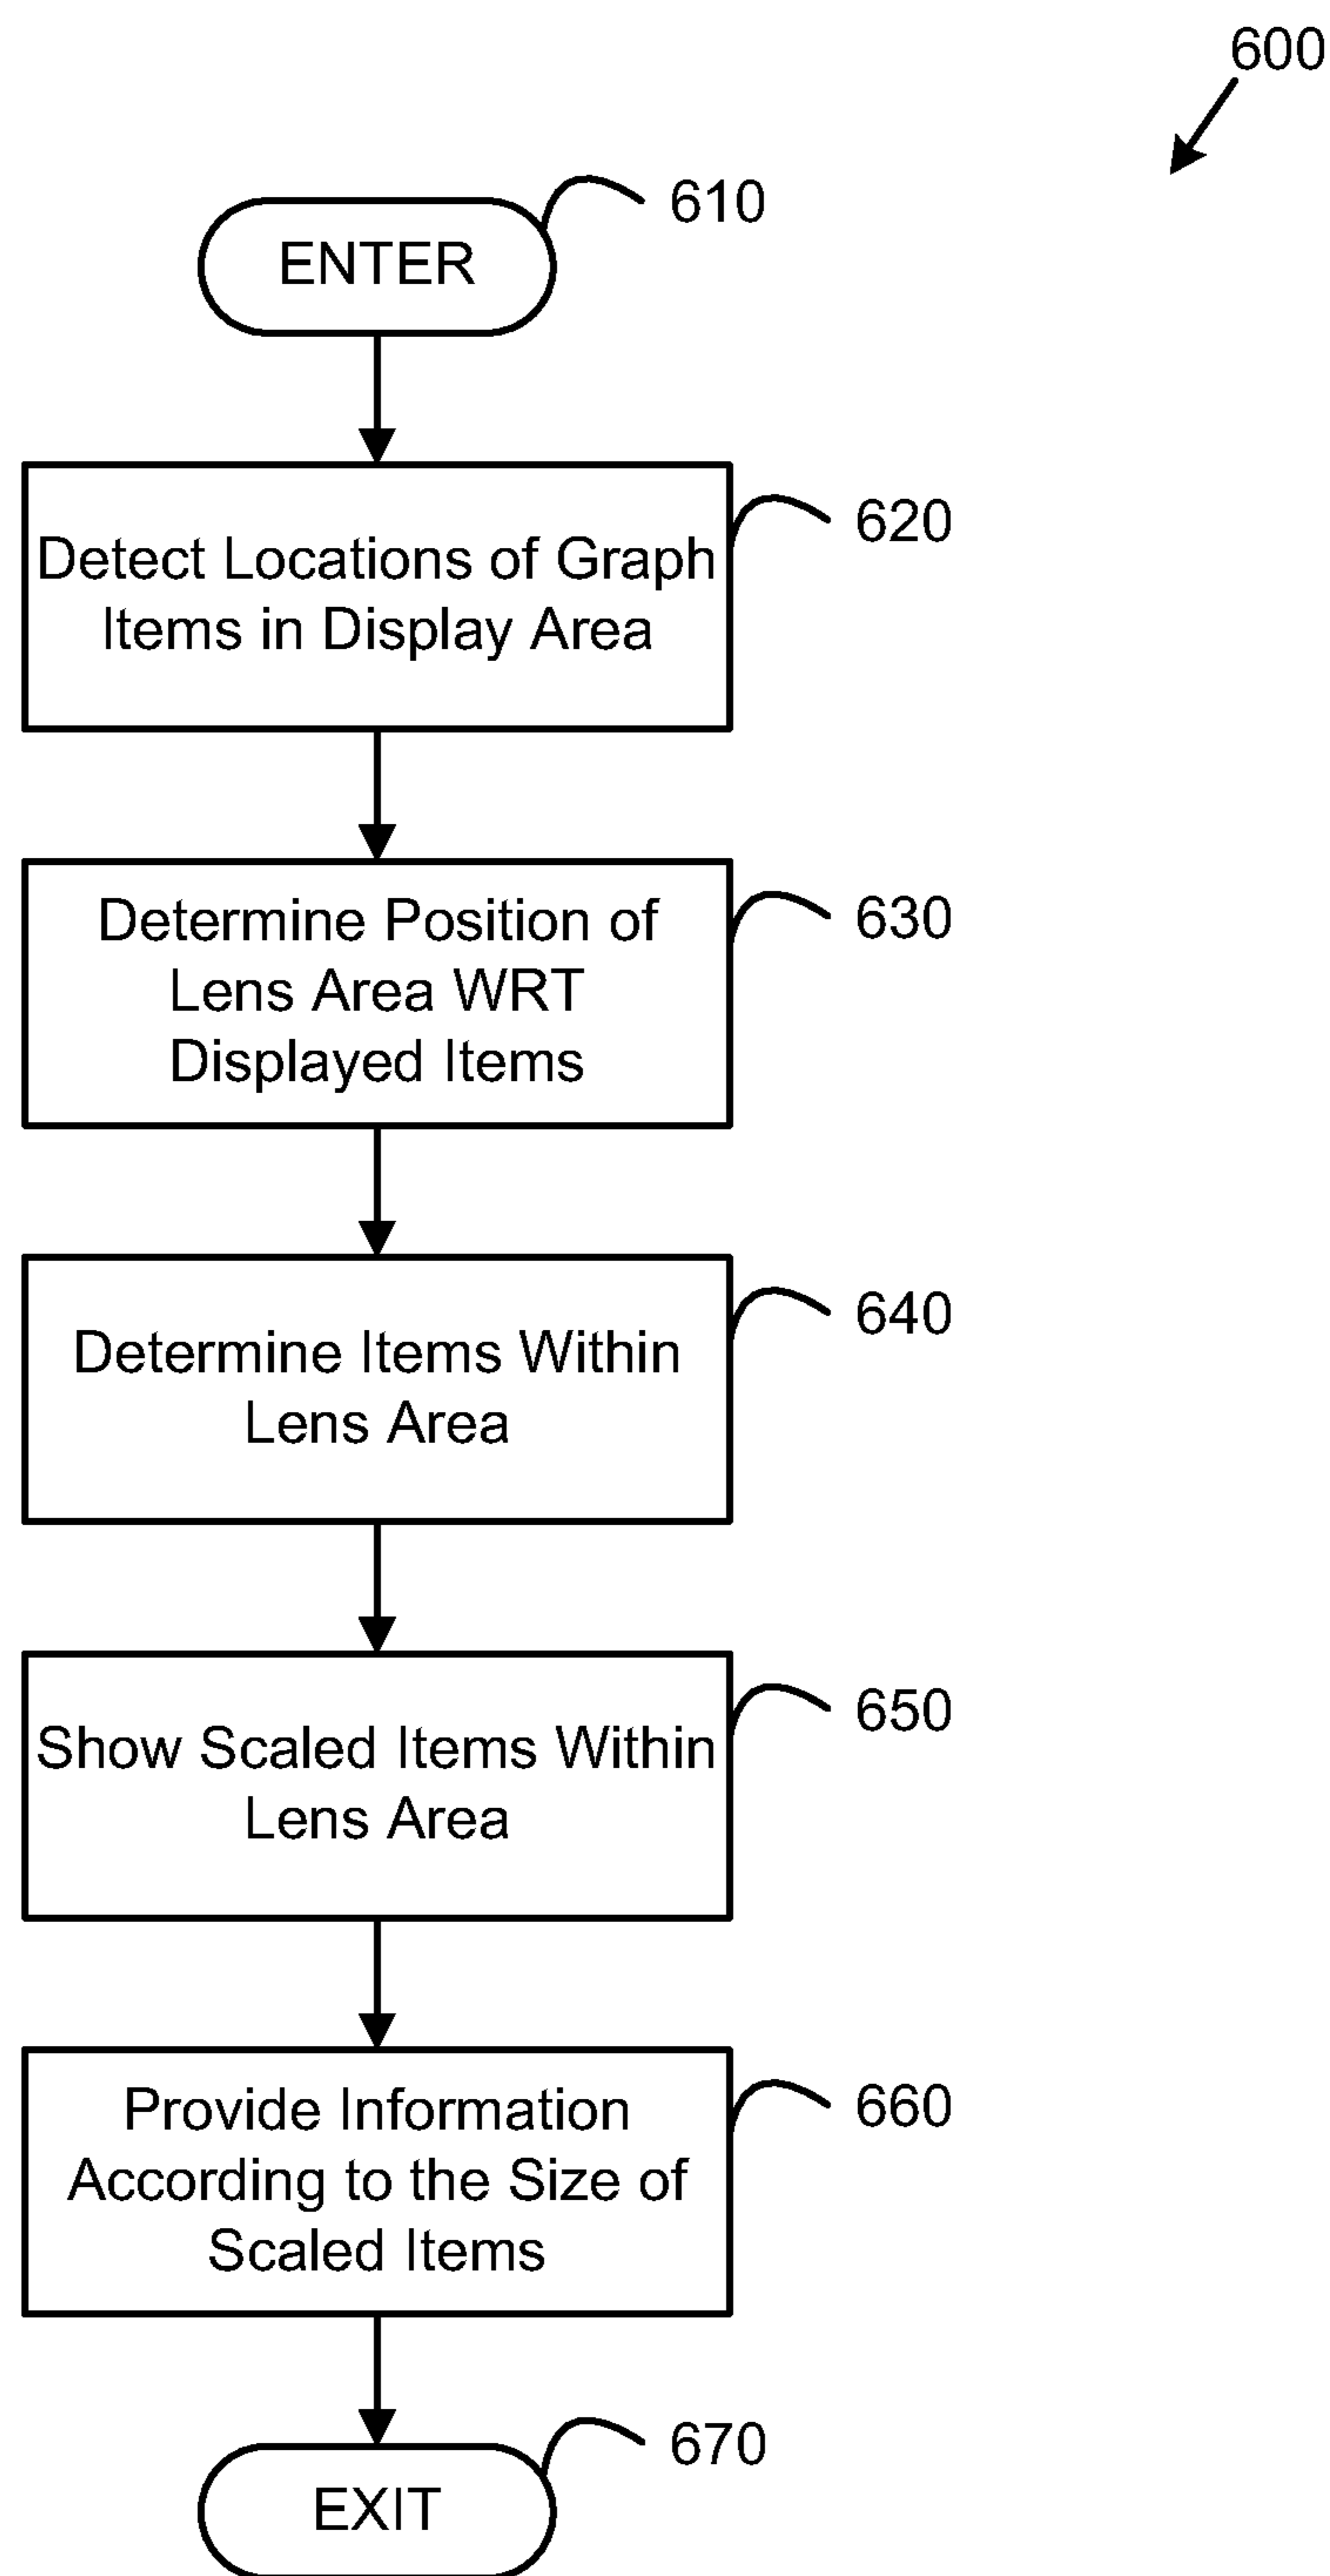 600
610
ENTER
620
Detect Locations of Graph
Items in Display Area
630
Determine Position of
Lens Area WRT
Displayed Items
640
Determine Items Within
Lens Area
650
Show Scaled Items Within
Lens Area
660
Provide Information
According to the Size of
Scaled Items
670
EXIT